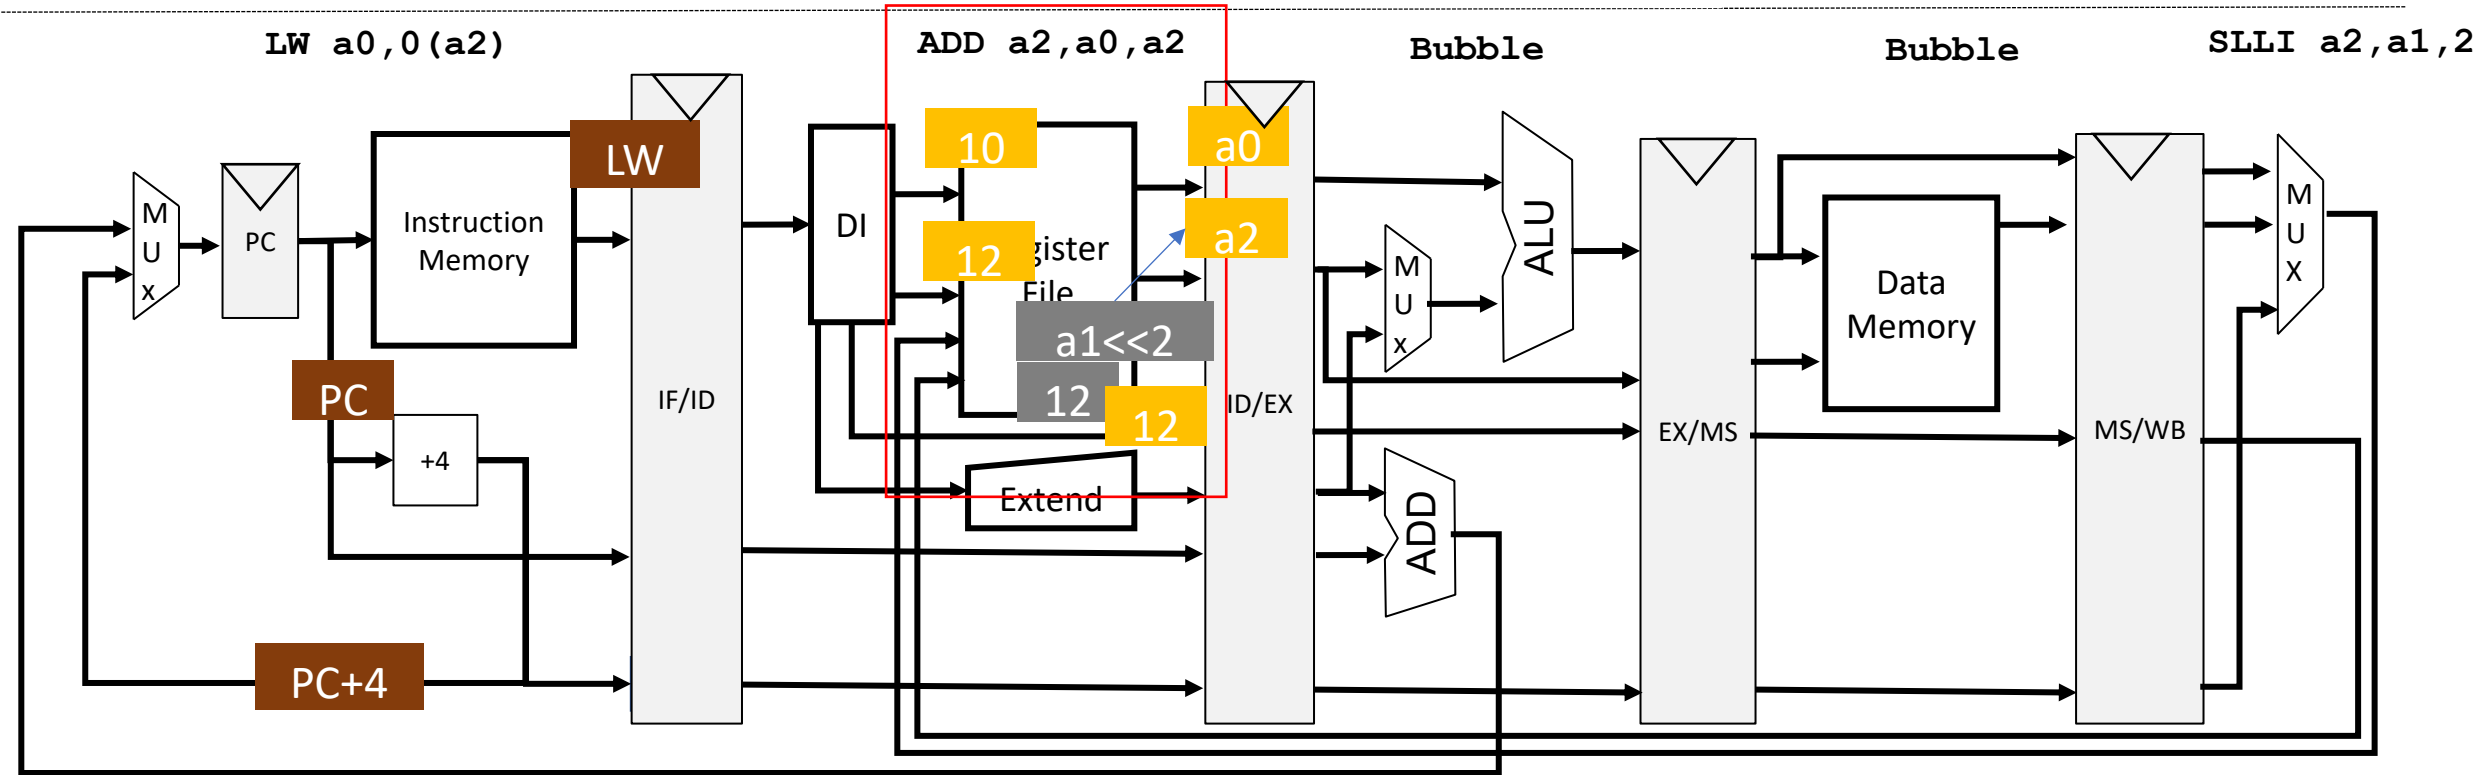 LW a0,0(a2)
ADD a2,a0,a2
Bubble
Bubble
SLLI a2,a1,2
LW
10
a0
12
a2
M
U
x
PC
Instruction
Memory
IF/ID
DI
gister
File
a1<<2
12
12
ID/EX
M
U
x
ALU
EX/MS
Data
Memory
MS/WB
M
U
X
PC
+4
Extend
ADD
PC+4